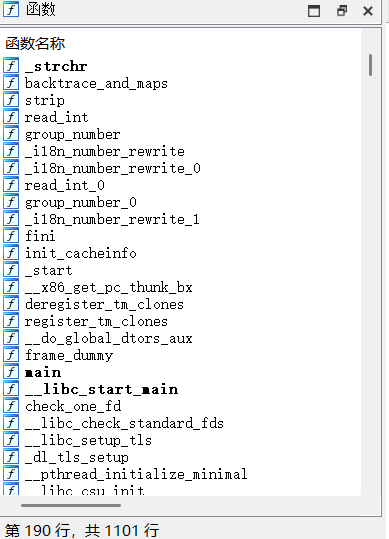 函数
函数名称
_strchr
backtrace_and_maps
strip
read_int
group_number
_i18n_number_rewrite
_i18n_number_rewrite_0
read_int_0
group_number_0
_i18n_number_rewrite_1
fini
init_cacheinfo
_start
__x86_get_pc_thunk_bx
deregister_tm_clones
register_tm_clones
__do_global_dtors_aux
frame_dummy
main
__libc_start_main
check_one_fd
__libc_check_standard_fds
__libc_setup_tls
_dl_tls_setup
__pthread_initialize_minimal
__libc_csu_init
第 190 行，共 1101 行